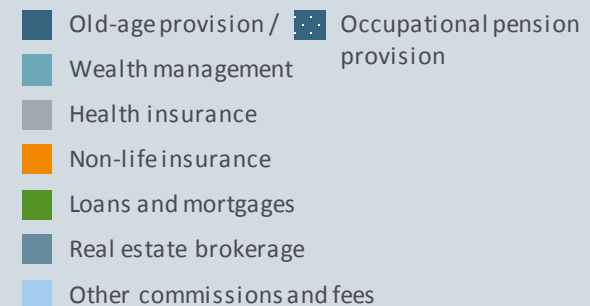 Old-age provision / Occupational pension
provision
Wealth management
Health insurance
Non-life insurance
Loans and mortgages
Real estate brokerage
Other commissions and fees